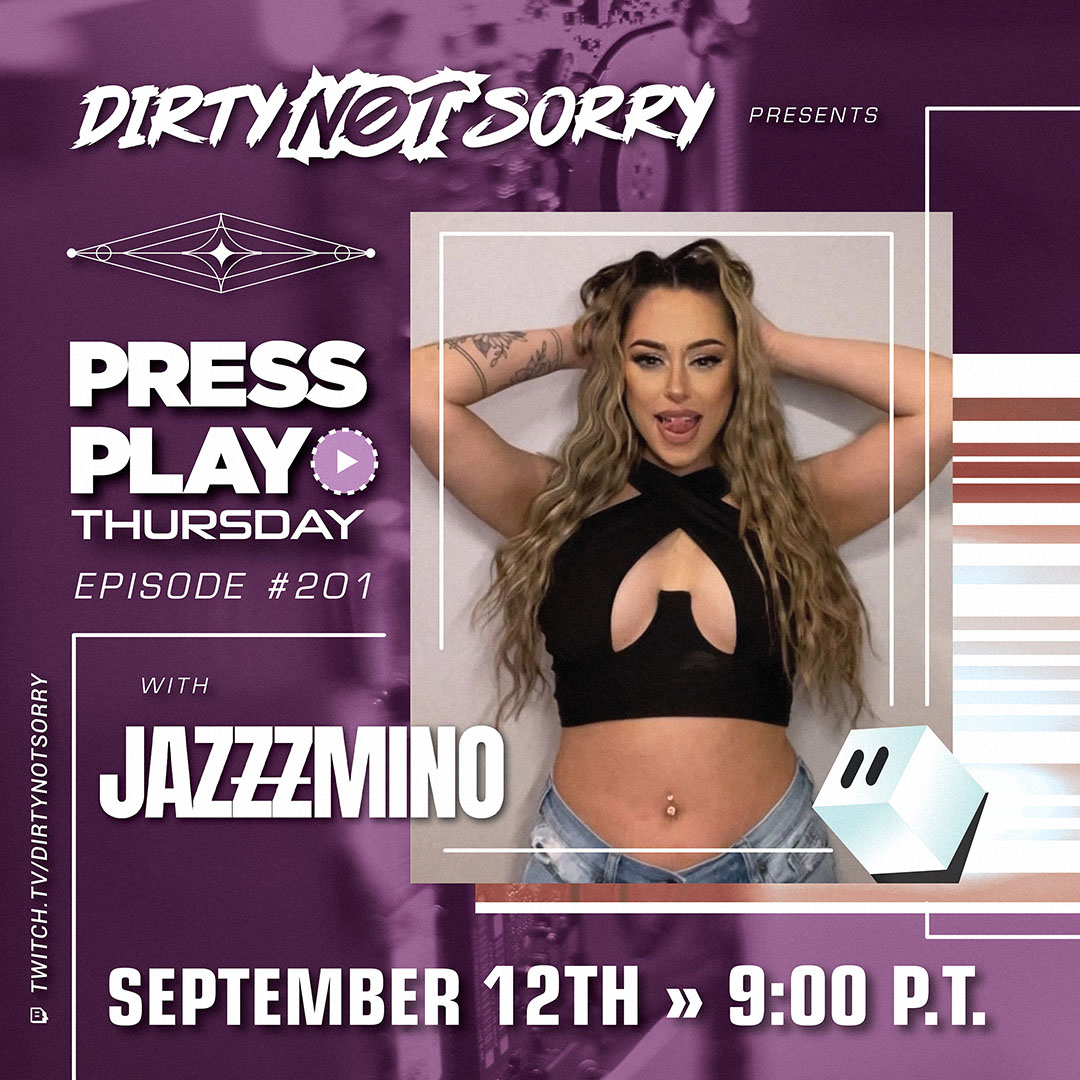 DIRTY NOT SORRY PRESENTS
PRESS
PLAY
THURSDAY
EPISODE #201
WITH
JAZZZMINO
TWITCH.TV/DIRTYNOTSORRY
SEPTEMBER 12TH » 9:00 P.T.